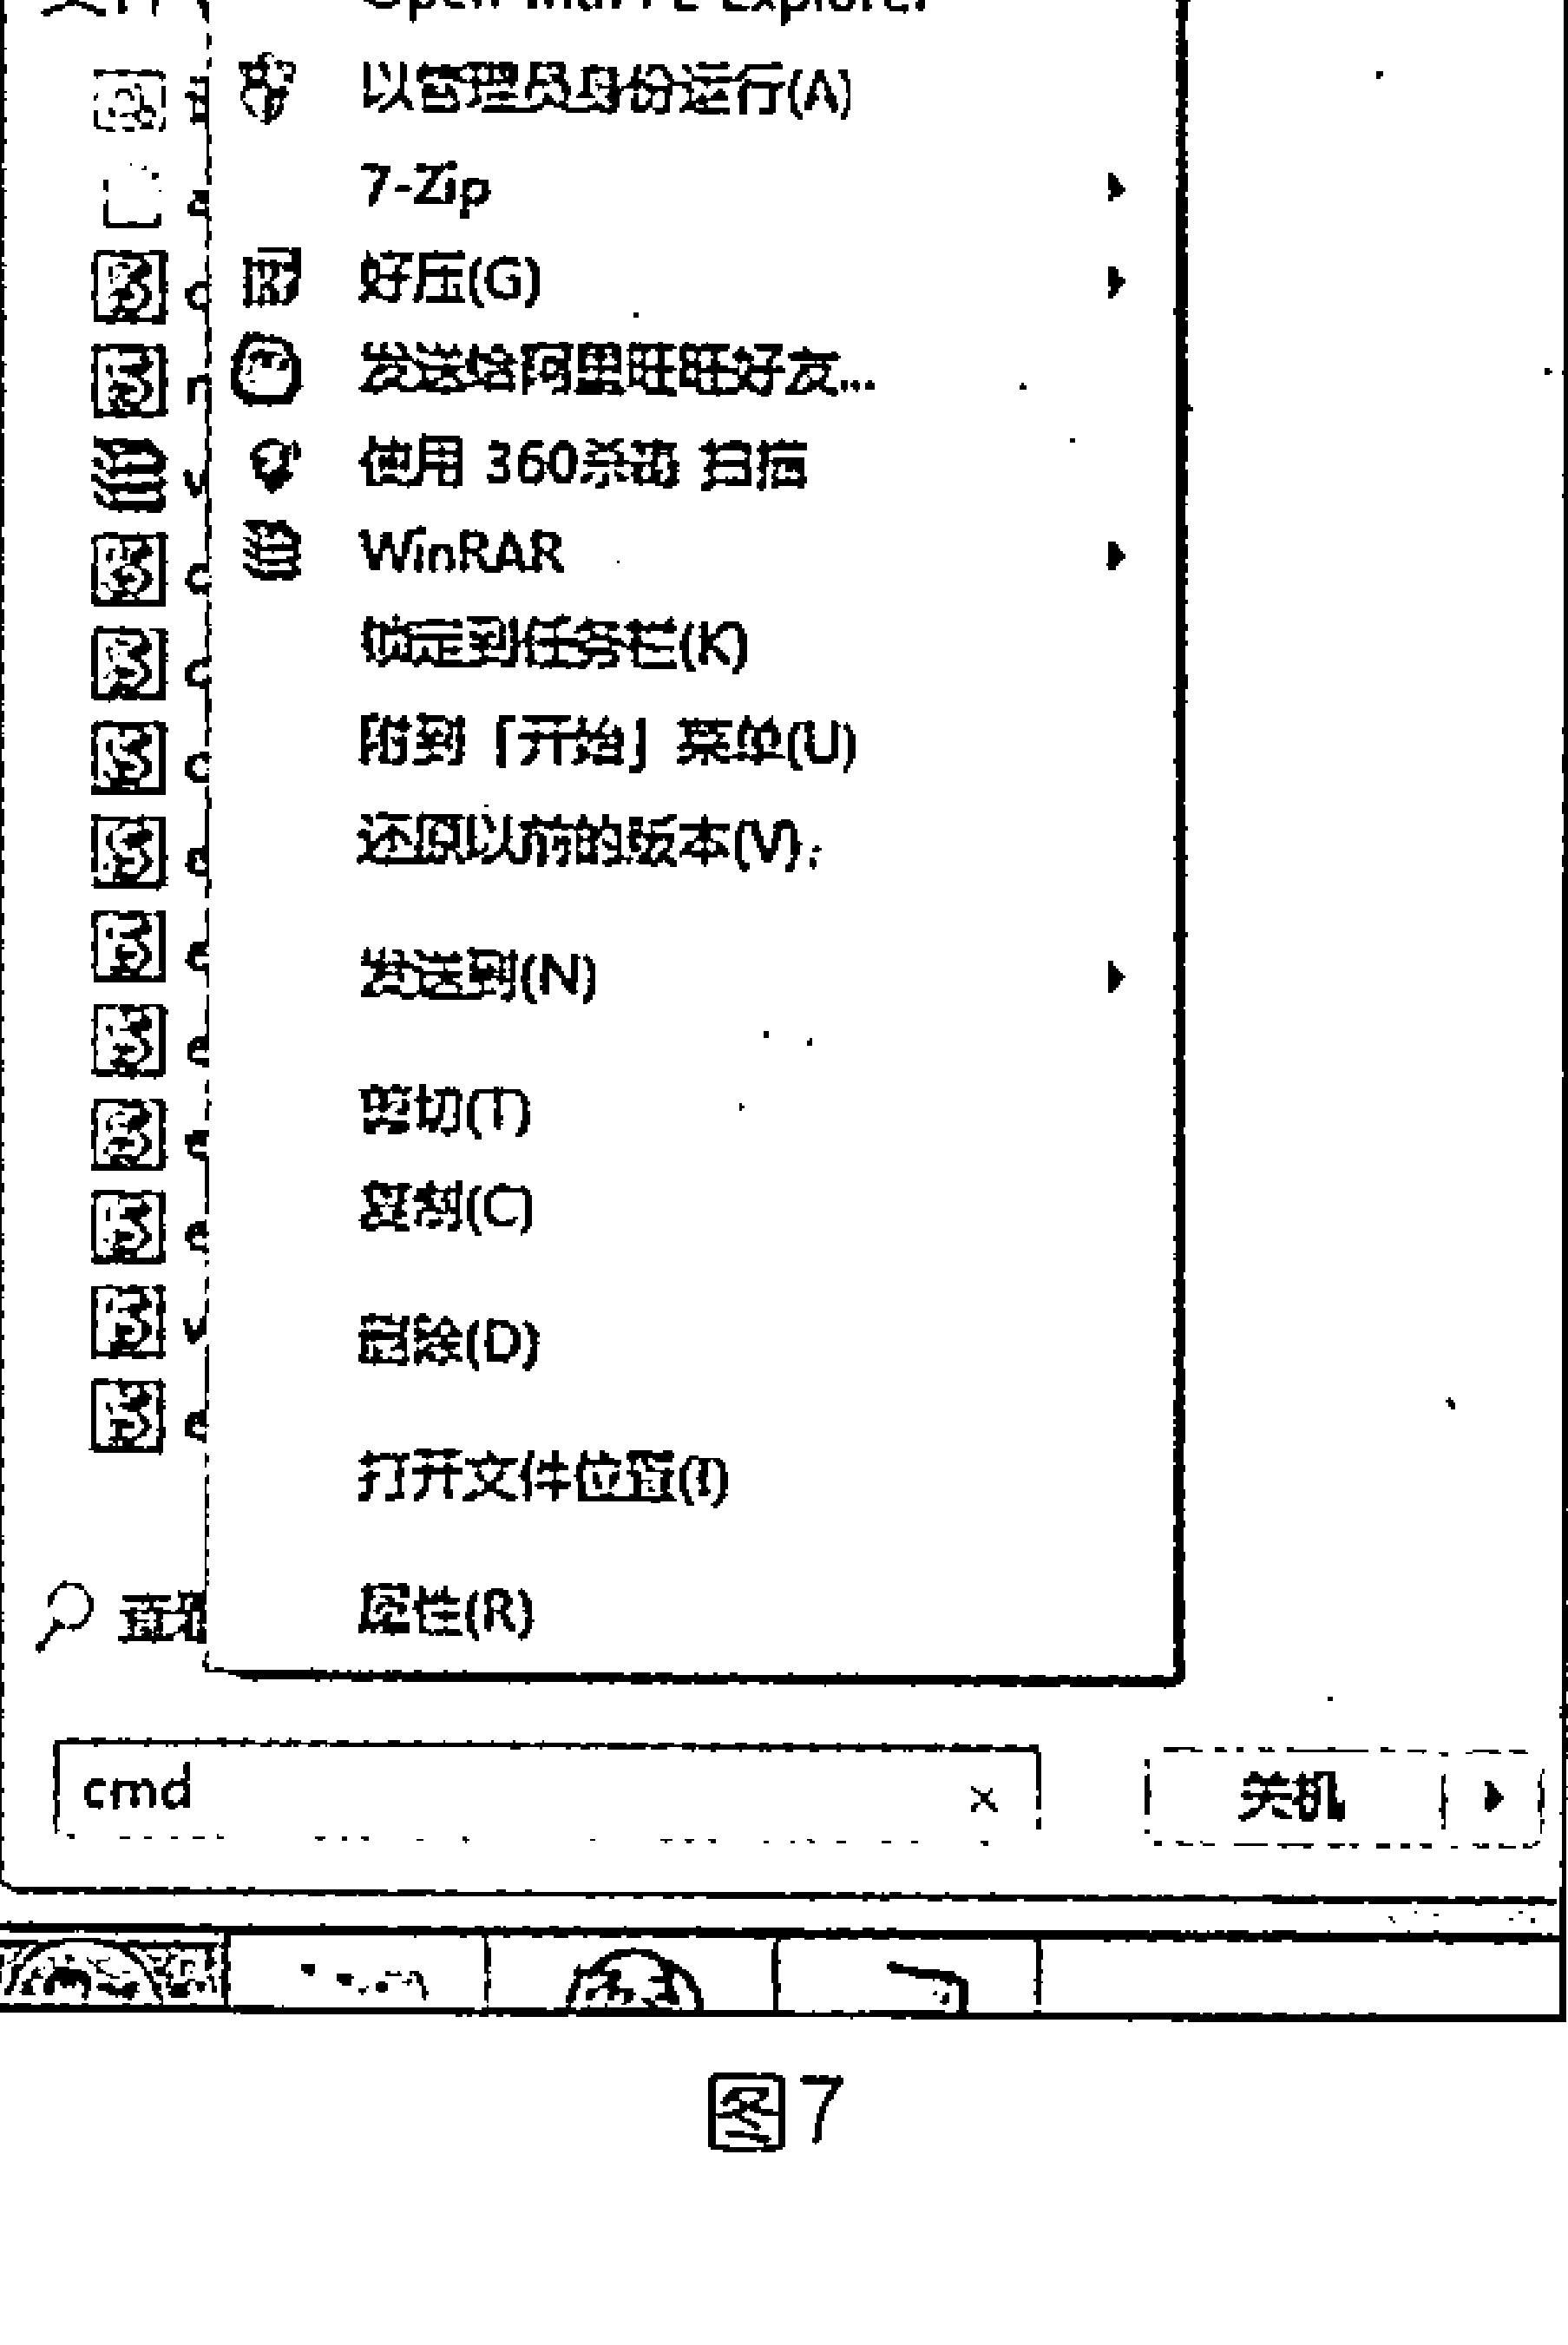 以管理员身份运行(A)
7-Zip
好压(G)
发送给阿里旺旺好友...
使用 360杀毒 扫描
WinRAR
锁定到任务栏(K)
附到「开始」菜单(U)
还原以前的版本(V)
发送到(N)
剪切(T)
复制(C)
删除(D)
打开文件位置(I)
属性(R)
cmd
关机
图7